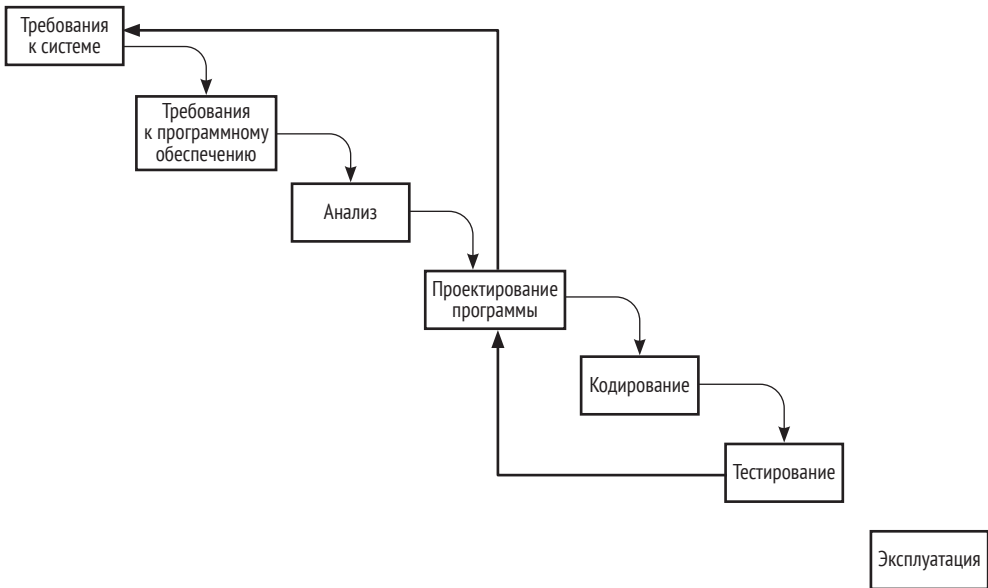 Требования
к системе
Требования
к программному
обеспечению
Анализ
Проектирование
программы
Кодирование
Тестирование
Эксплуатация